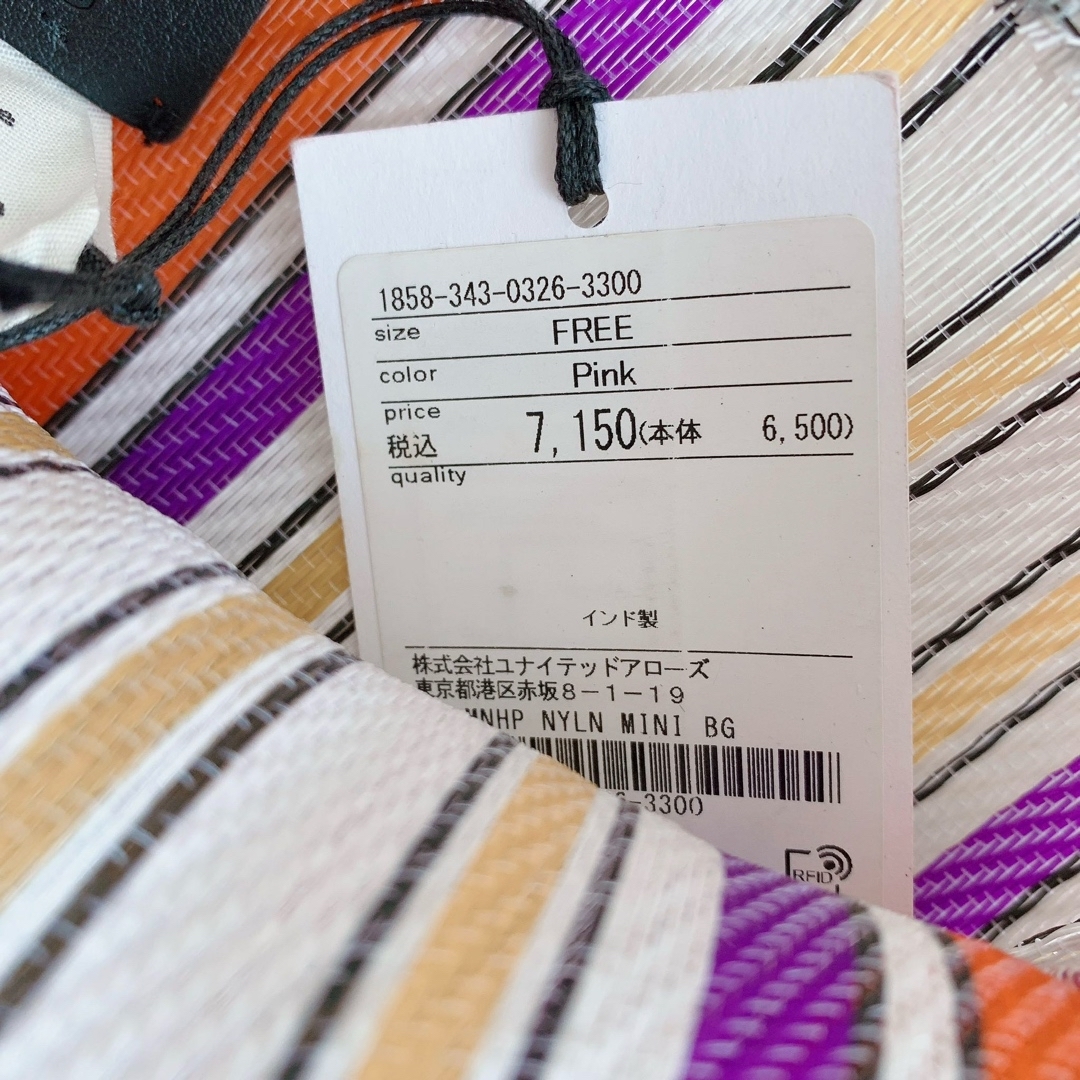 1858-343-0326-3300
size FREE
color Pink
price
税込 7,150(本体 6,500)
quality
インド製
株式会社ユナイテッドアローズ
東京都港区赤坂8-1-19
MNHP NYLN MINI BG
-3300
RFID